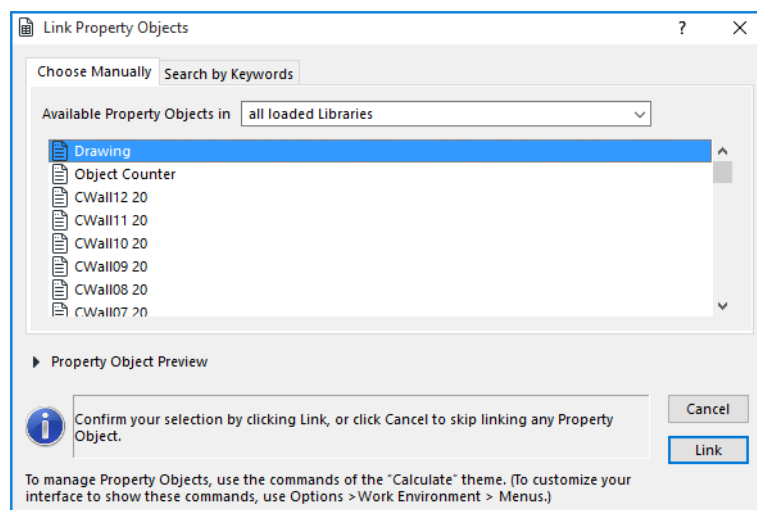 Link Property Objects
?
Choose Manually
Search by Keywords
Available Property Objects in
all loaded Libraries
Drawing
Object Counter
CWall12 20
CWall11 20
CWall10 20
CWall09 20
CWall08 20
CWall07 20
Property Object Preview
Confirm your selection by clicking Link, or click Cancel to skip linking any Property
Object.
Cancel
Link
To manage Property Objects, use the commands of the "Calculate" theme. (To customize your
interface to show these commands, use Options >Work Environment > Menus.)